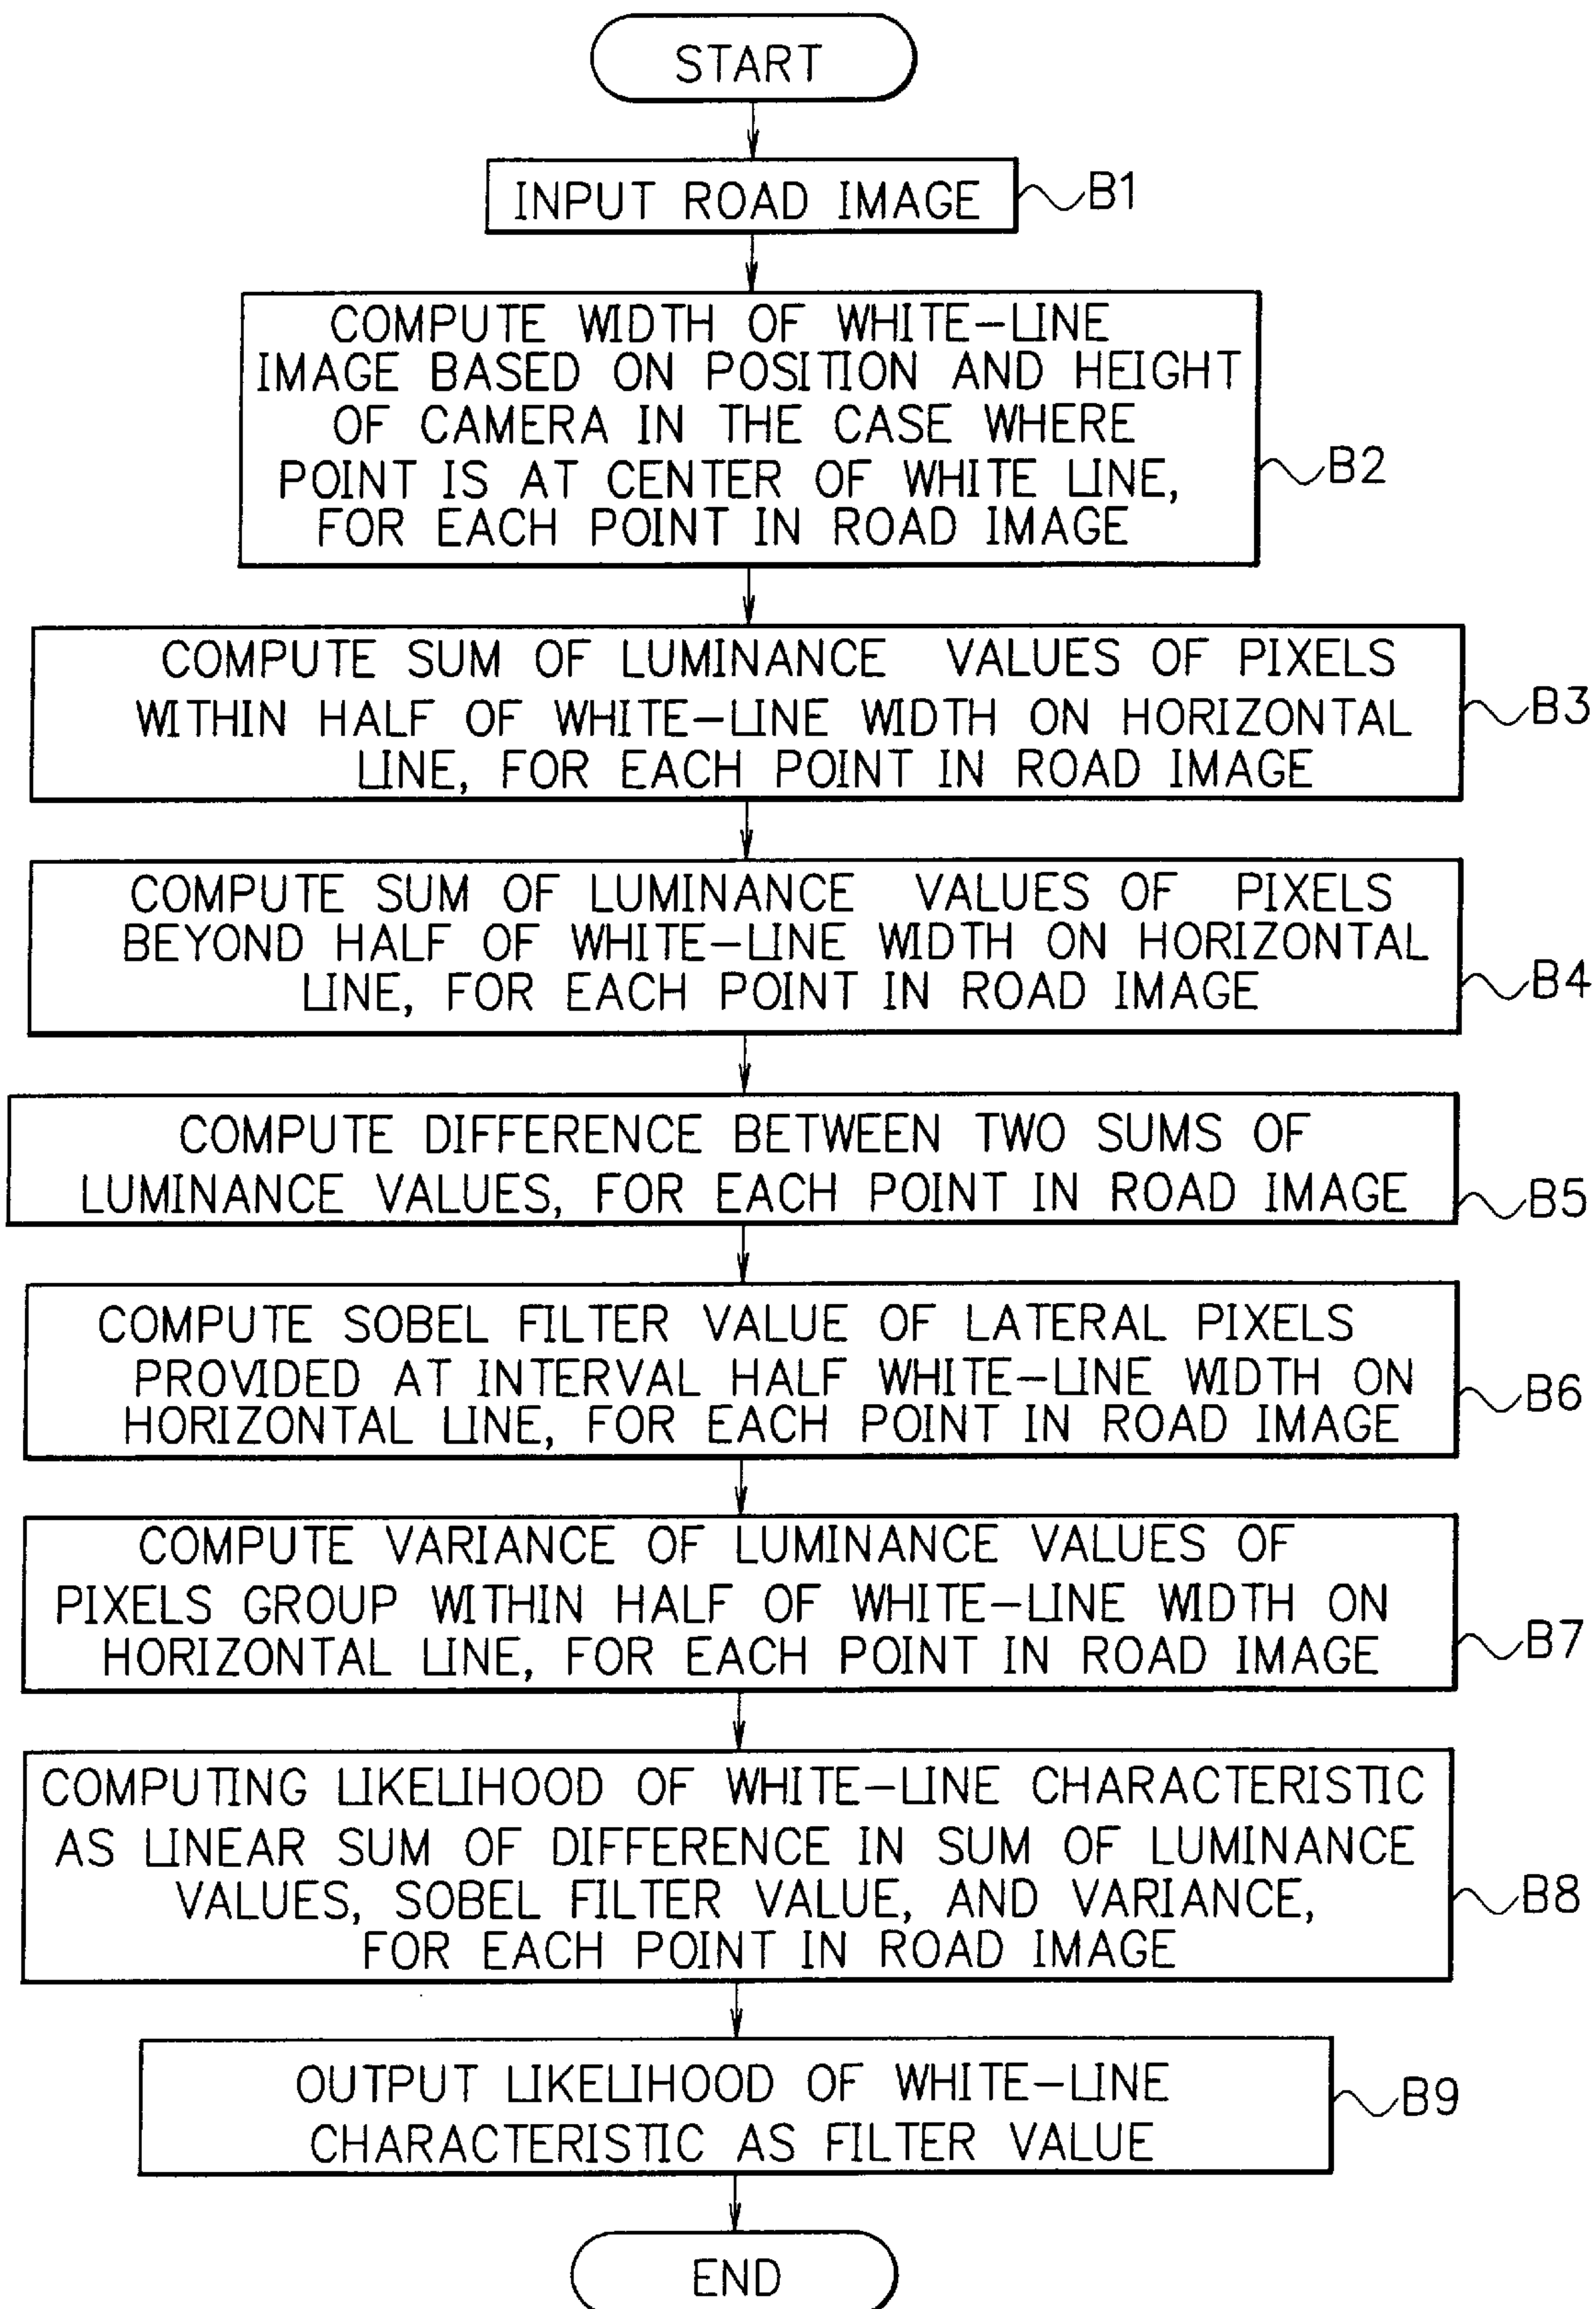 START
INPUT ROAD IMAGE
B1
COMPUTE WIDTH OF WHITE-LINE
IMAGE BASED ON POSITION AND HEIGHT
OF CAMERA IN THE CASE WHERE
POINT IS AT CENTER OF WHITE LINE,
FOR EACH POINT IN ROAD IMAGE
B2
COMPUTE SUM OF LUMINANCE VALUES OF PIXELS
WITHIN HALF OF WHITE-LINE WIDTH ON HORIZONTAL
LINE, FOR EACH POINT IN ROAD IMAGE
B3
COMPUTE SUM OF LUMINANCE VALUES OF PIXELS
BEYOND HALF OF WHITE-LINE WIDTH ON HORIZONTAL
LINE, FOR EACH POINT IN ROAD IMAGE
B4
COMPUTE DIFFERENCE BETWEEN TWO SUMS OF
LUMINANCE VALUES, FOR EACH POINT IN ROAD IMAGE
B5
COMPUTE SOBEL FILTER VALUE OF LATERAL PIXELS
PROVIDED AT INTERVAL HALF WHITE-LINE WIDTH ON
HORIZONTAL LINE, FOR EACH POINT IN ROAD IMAGE
B6
COMPUTE VARIANCE OF LUMINANCE VALUES OF
PIXELS GROUP WITHIN HALF OF WHITE-LINE WIDTH ON
HORIZONTAL LINE, FOR EACH POINT IN ROAD IMAGE
B7
COMPUTING LIKELIHOOD OF WHITE-LINE CHARACTERISTIC
AS LINEAR SUM OF DIFFERENCE IN SUM OF LUMINANCE
VALUES, SOBEL FILTER VALUE, AND VARIANCE,
FOR EACH POINT IN ROAD IMAGE
B8
OUTPUT LIKELIHOOD OF WHITE-LINE
CHARACTERISTIC AS FILTER VALUE
B9
END